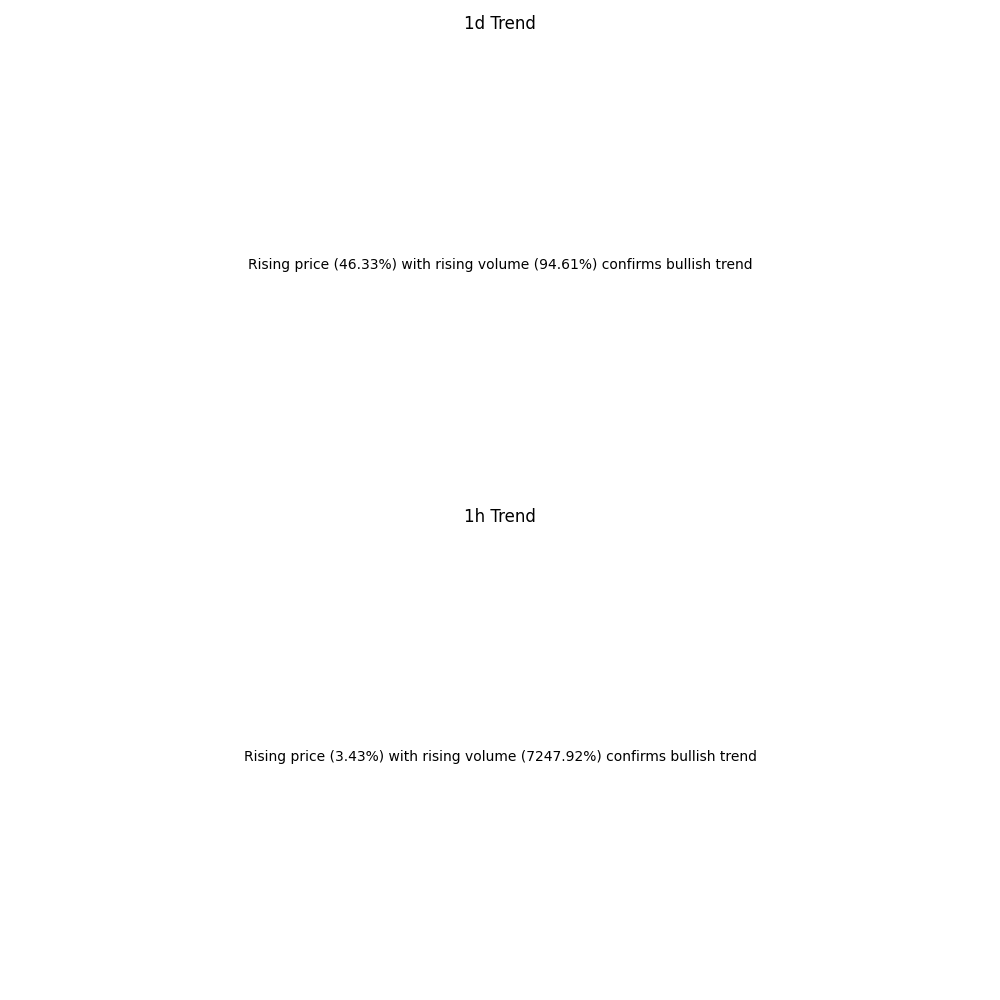 1d Trend
Rising price (46.33%) with rising volume (94.61%) confirms bullish trend
1h Trend
Rising price (3.43%) with rising volume (7247.92%) confirms bullish trend